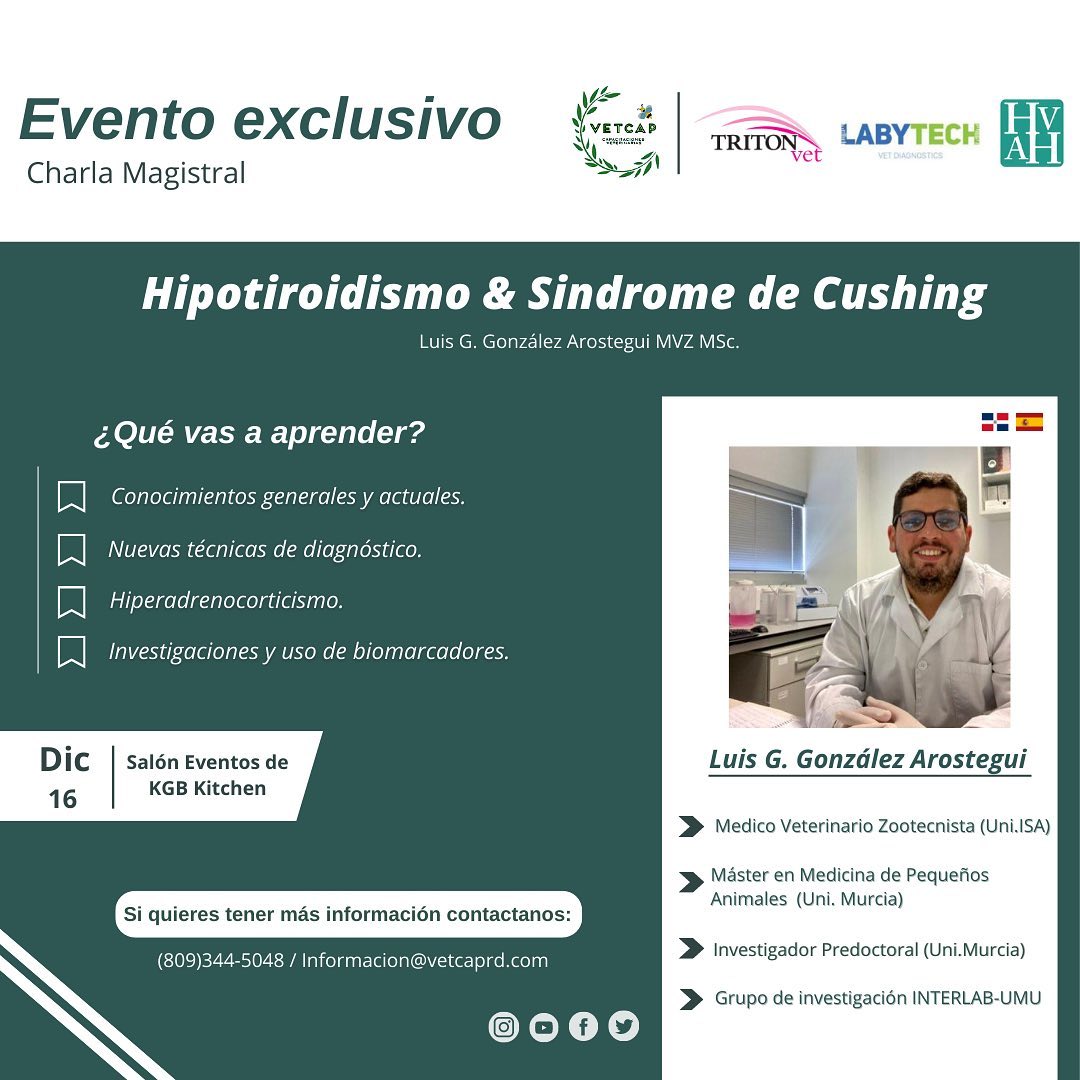 Evento exclusivo
Charla Magistral
VETCAP
CAPACITACIONES
VETERINARIAS
TRITON
vet
LABYTECH
VET DIAGNOSTICS
HV
AH
Hipotiroidismo & Sindrome de Cushing
Luis G. González Arostegui MVZ MSc.
¿Qué vas a aprender?
Conocimientos generales y actuales.
Nuevas técnicas de diagnóstico.
Hiperadrenocorticismo.
Investigaciones y uso de biomarcadores.
Dic
16
Salón Eventos de
KGB Kitchen
Si quieres tener más información contactanos:
(809)344-5048 / Informacion@vetcaprd.com
Luis G. González Arostegui
Medico Veterinario Zootecnista (Uni.ISA)
Máster en Medicina de Pequeños
Animales (Uni. Murcia)
Investigador Predoctoral (Uni.Murcia)
Grupo de investigación INTERLAB-UMU